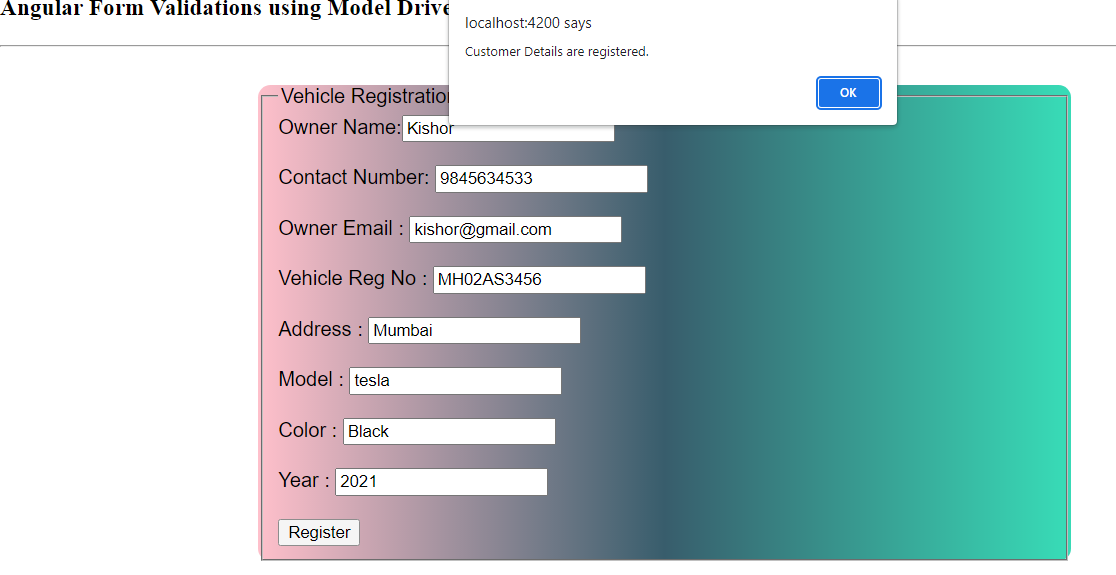 Angular Form Validations using Model Drive
localhost:4200 says
Customer Details are registered.
OK
Vehicle Registration
Owner Name: Kishor
Contact Number: 9845634533
Owner Email : kishor@gmail.com
Vehicle Reg No : MH02AS3456
Address : Mumbai
Model : tesla
Color : Black
Year : 2021
Register